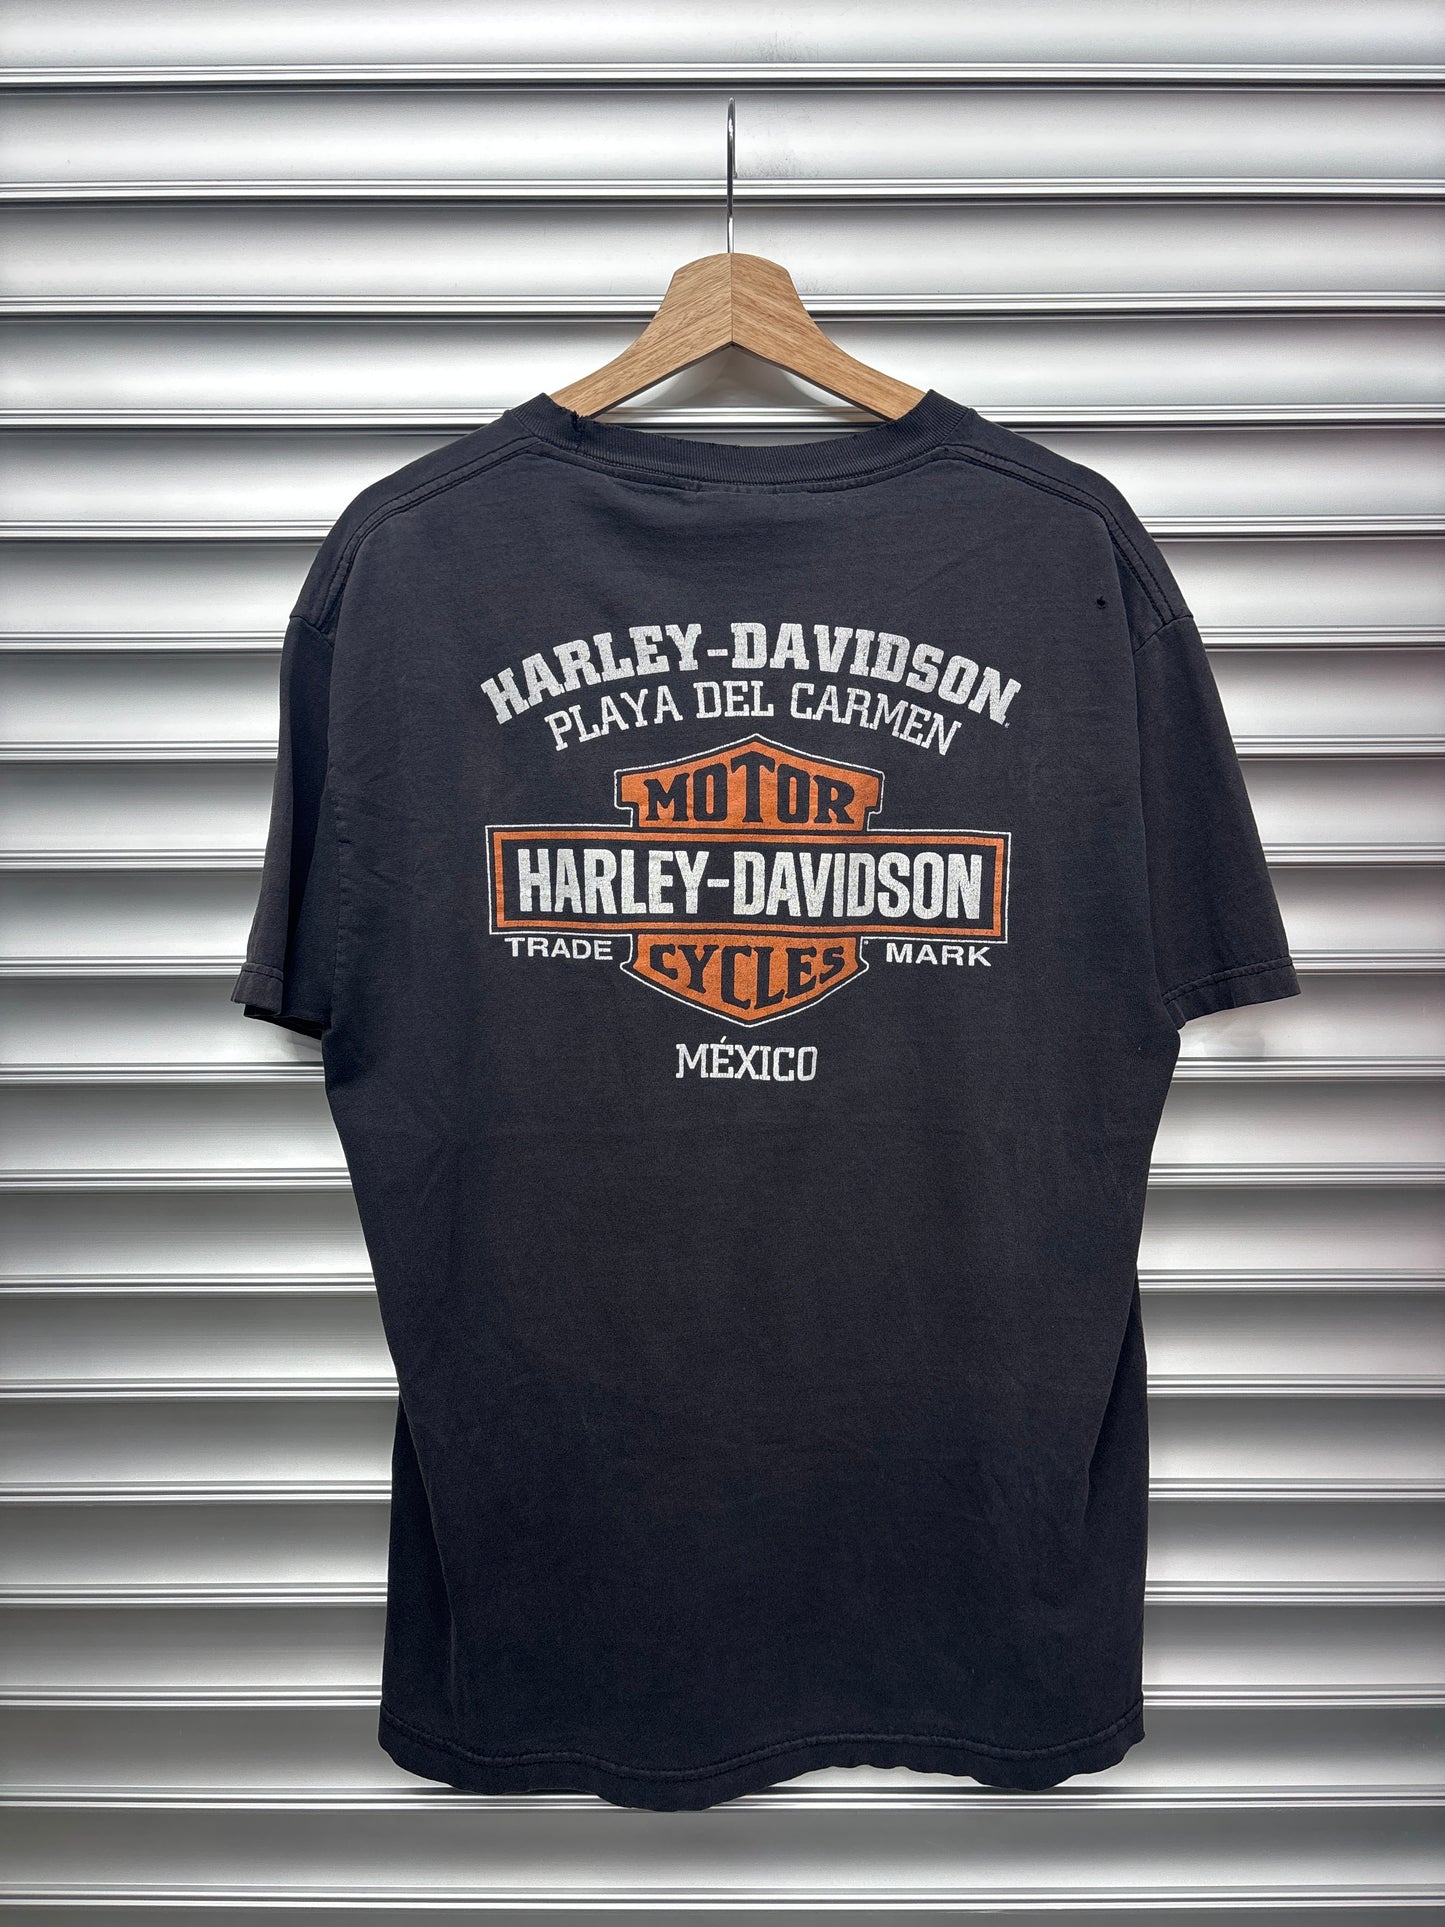 HARLEY-DAVIDSON
PLAYA DEL CARMEN
MOTOR
HARLEY-DAVIDSON
TRADE MARK
CYCLES
MÉXICO